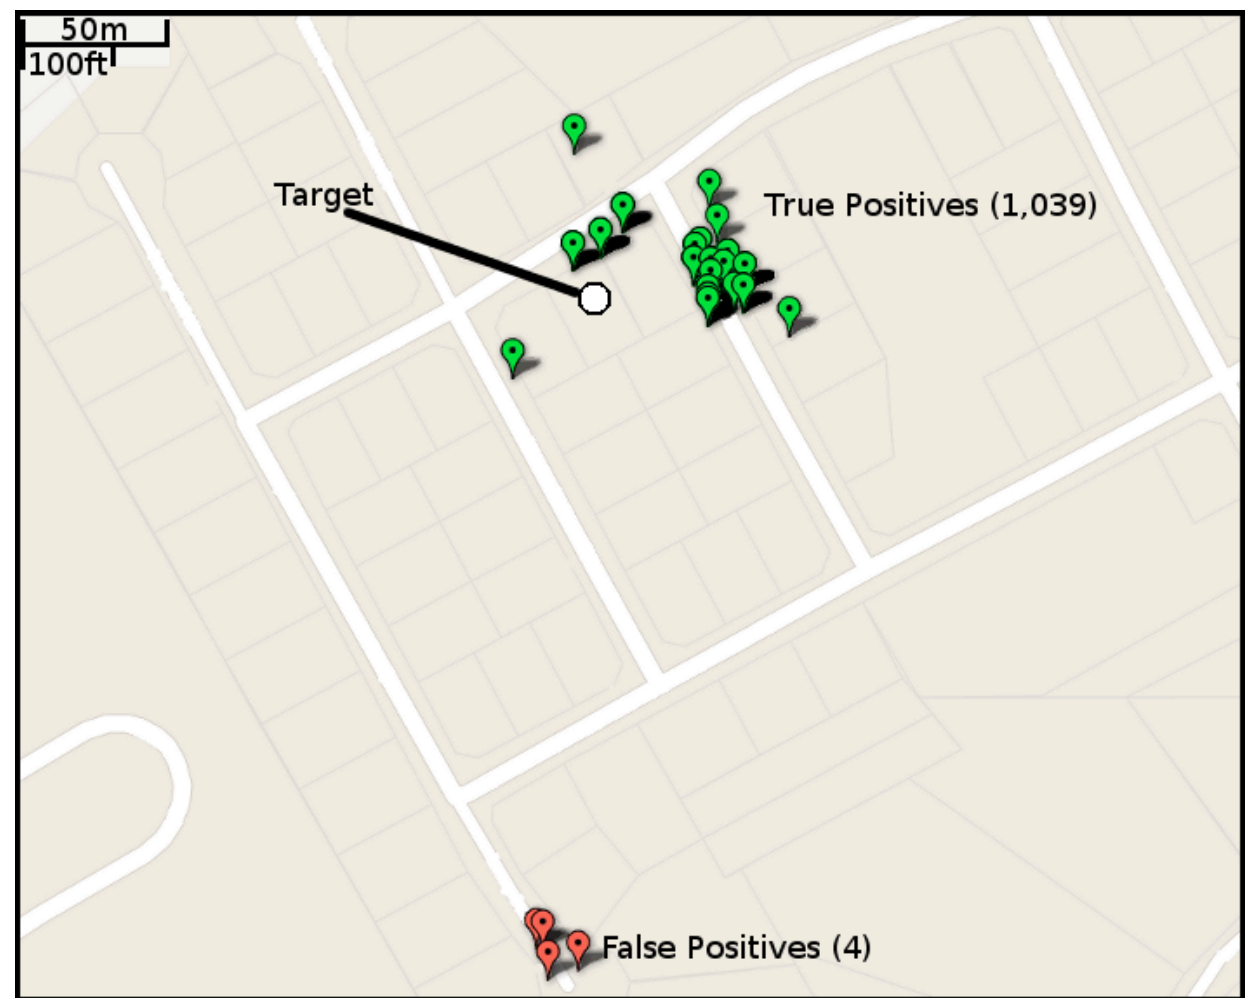 50m
100ft
Target
True Positives (1,039)
False Positives (4)